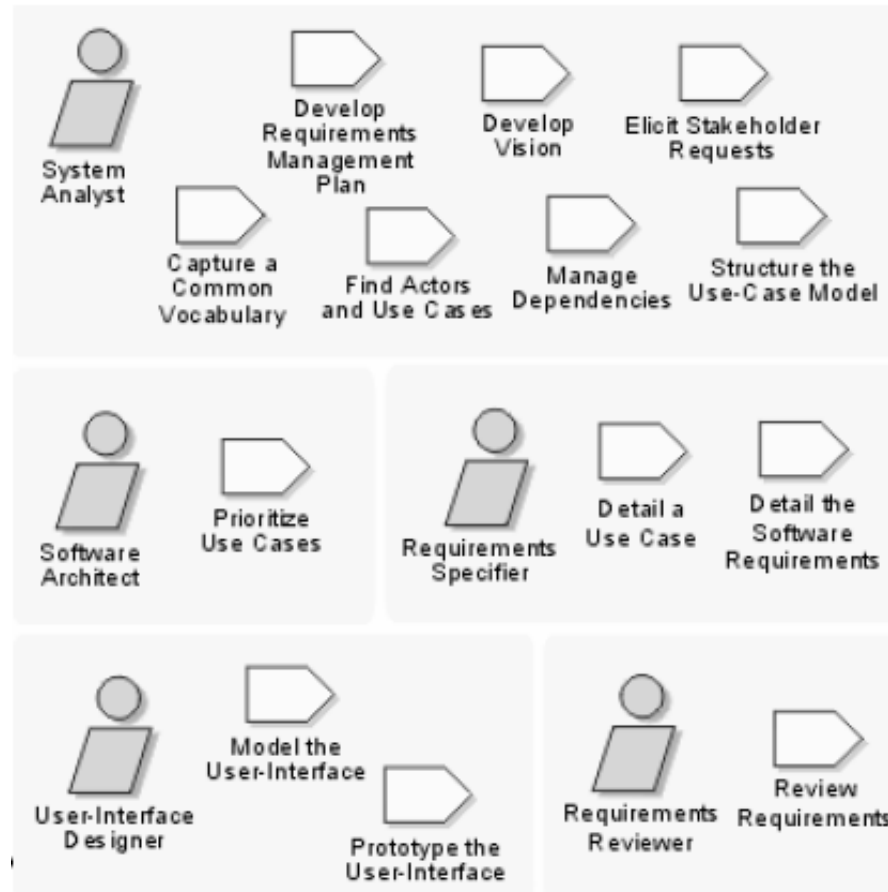 System
Analyst
Develop
Requirements
Management
Plan
Develop
Vision
Elicit Stakeholder
Requests
Capture a
Common
Vocabulary
Find Actors
and Use Cases
Manage
Dependencies
Structure the
Use-Case Model
Software
Architect
Prioritize
Use Cases
Requirements
Specifier
Detail a
Use Case
Detail the
Software
Requirements
User-Interface
Designer
Model the
User-Interface
Prototype the
User-Interface
Requirements
Reviewer
Review
Requirements